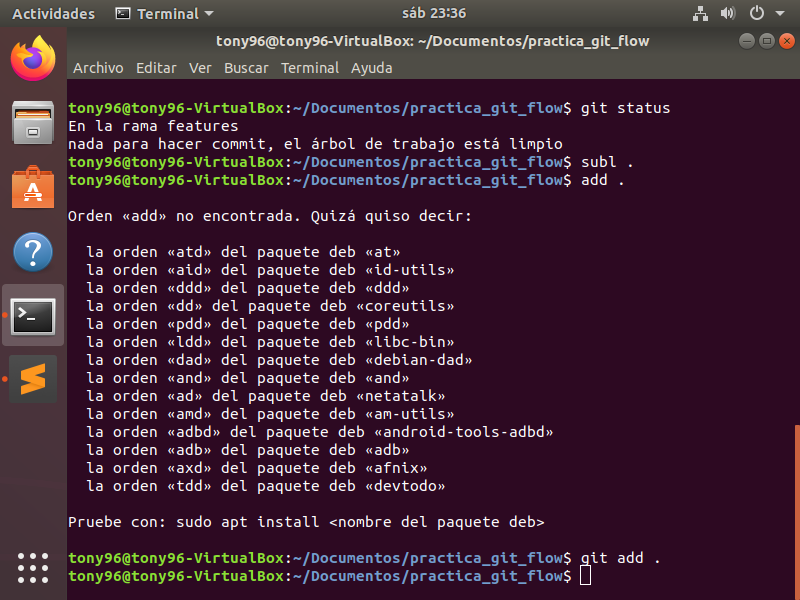 Actividades Terminal sáb 23:36
tony96@tony96-VirtualBox: ~/Documentos/practica_git_flow
Archivo Editar Ver Buscar Terminal Ayuda
tony96@tony96-VirtualBox:~/Documentos/practica_git_flow$ git status
En la rama features
nada para hacer commit, el árbol de trabajo está limpio
tony96@tony96-VirtualBox:~/Documentos/practica_git_flow$ subl .
tony96@tony96-VirtualBox:~/Documentos/practica_git_flow$ add .
Orden «add» no encontrada. Quizá quiso decir:
la orden «atd» del paquete deb «at»
la orden «aid» del paquete deb «id-utils»
la orden «ddd» del paquete deb «ddd»
la orden «dd» del paquete deb «coreutils»
la orden «pdd» del paquete deb «pdd»
la orden «ldd» del paquete deb «libc-bin»
la orden «dad» del paquete deb «debian-dad»
la orden «and» del paquete deb «and»
la orden «ad» del paquete deb «netatalk»
la orden «amd» del paquete deb «am-utils»
la orden «adbd» del paquete deb «android-tools-adbd»
la orden «adb» del paquete deb «adb»
la orden «axd» del paquete deb «afnix»
la orden «tdd» del paquete deb «devtodo»
Pruebe con: sudo apt install <nombre del paquete deb>
tony96@tony96-VirtualBox:~/Documentos/practica_git_flow$ git add .
tony96@tony96-VirtualBox:~/Documentos/practica_git_flow$